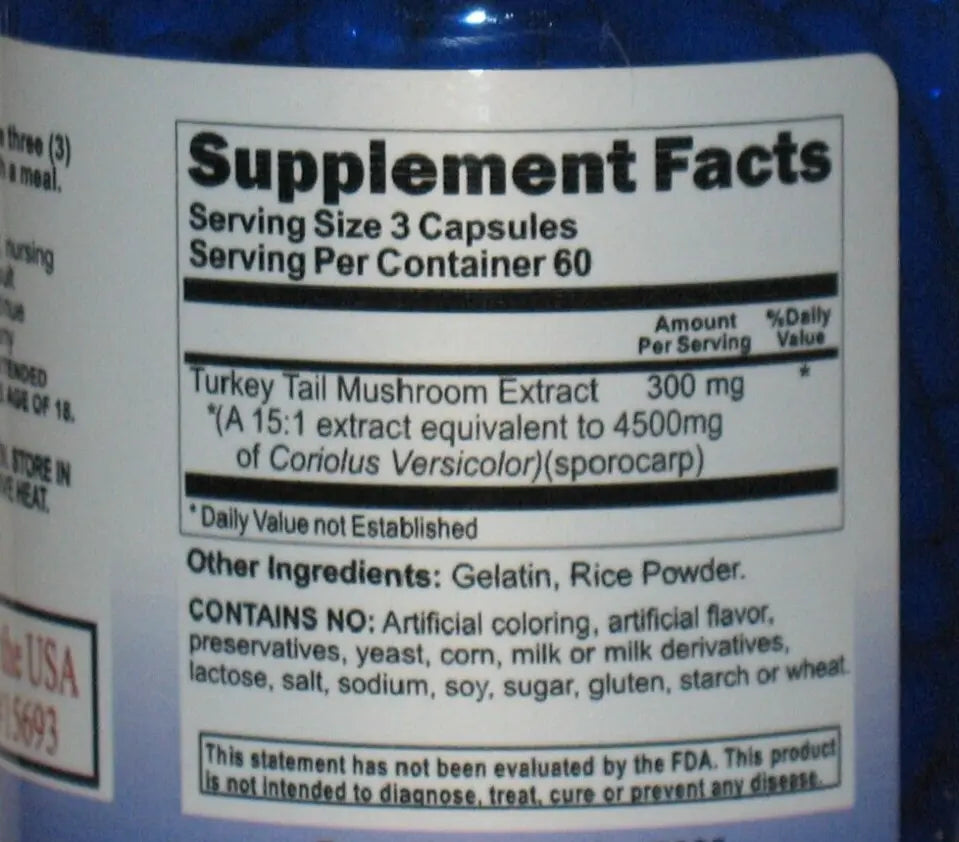 three (3)
a meal.
nursing
TENDED
AGE OF 18.
STORE IN
HEAT.
the USA
15693
Supplement Facts
Serving Size 3 Capsules
Serving Per Container 60
Amount Per Serving
%Daily Value
Turkey Tail Mushroom Extract 300 mg *
*(A 15:1 extract equivalent to 4500mg
of Coriolus Versicolor)(sporocarp)
* Daily Value not Established
Other Ingredients: Gelatin, Rice Powder.
CONTAINS NO: Artificial coloring, artificial flavor,
preservatives, yeast, corn, milk or milk derivatives,
lactose, salt, sodium, soy, sugar, gluten, starch or wheat.
This statement has not been evaluated by the FDA. This product
is not intended to diagnose, treat, cure or prevent any disease.